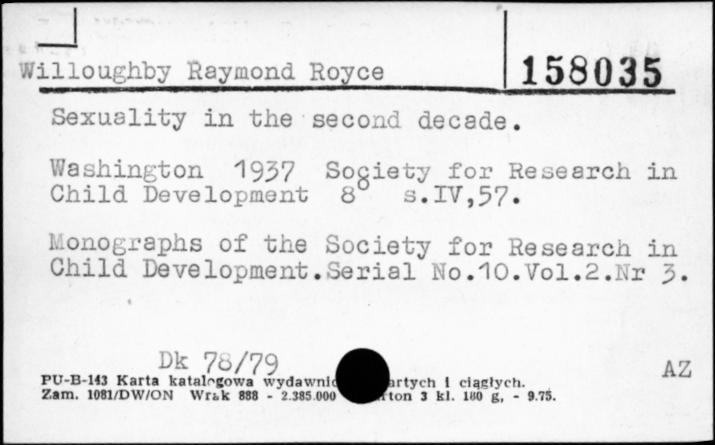 Willoughby Raymond Royce
158035
Sexuality in the second decade.
Washington 1937 Society for Research in
Child Development 8° s.IV,57.
Monographs of the Society for Research in
Child Development.Serial No.10.Vol.2.Nr 3.
Dk 78/79
AZ
PU-B-143 Karta katalogowa i ciągłych.
Zam. 1081/DW/ON Wrak 888 - 2.385.000 3 kl. 180 g, - 9.75.